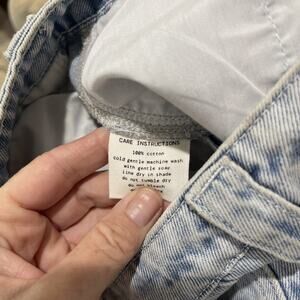 CARE INSTRUCTIONS
100% cotton
cold gentle machine wash
with gentle soap
line dry in shade
do not tumble dry
do not bleach